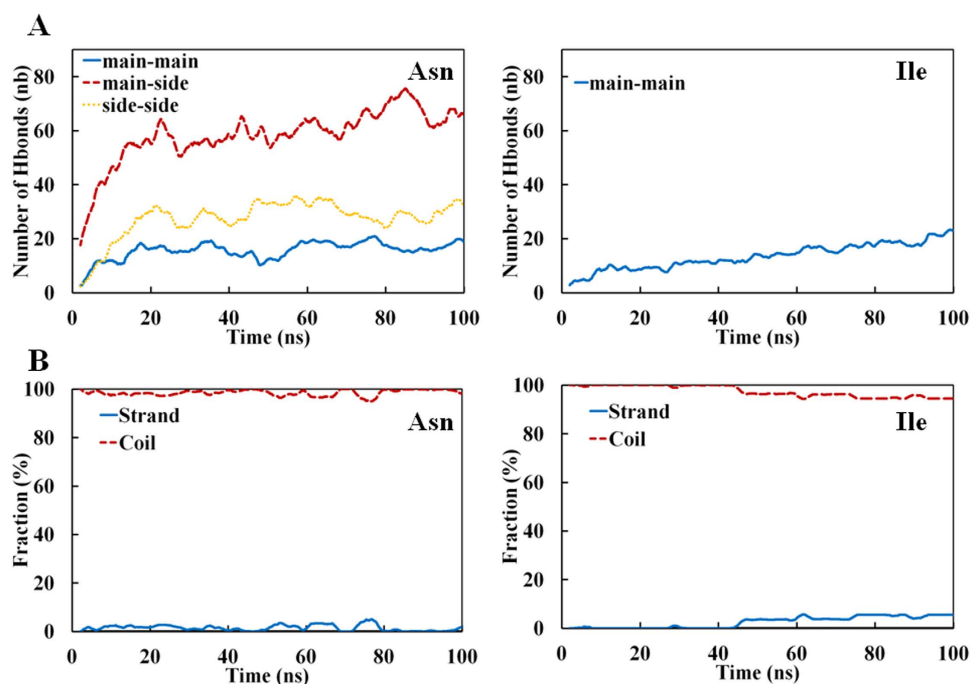 A
Number of Hbonds (nb)
80
60
40
20
0
main-main
main-side
side-side
Asn
0 20 40 60 80 100
Time (ns)
Number of Hbonds (nb)
80
60
40
20
0
main-main
Ile
0 20 40 60 80 100
Time (ns)
B
Fraction (%)
100
80
60
40
20
0
Strand
Coil
Asn
0 20 40 60 80 100
Time (ns)
Fraction (%)
100
80
60
40
20
0
Strand
Coil
Ile
0 20 40 60 80 100
Time (ns)